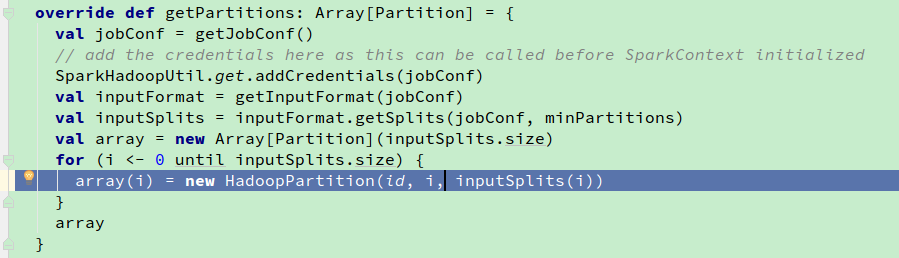 override def getPartitions: Array[Partition] = {
  val jobConf = getJobConf()
  // add the credentials here as this can be called before SparkContext initialized
  SparkHadoopUtil.get.addCredentials(jobConf)
  val inputFormat = getInputFormat(jobConf)
  val inputSplits = inputFormat.getSplits(jobConf, minPartitions)
  val array = new Array[Partition](inputSplits.size)
  for (i <- 0 until inputSplits.size) {
    array(i) = new HadoopPartition(id, i, inputSplits(i))
  }
  array
}